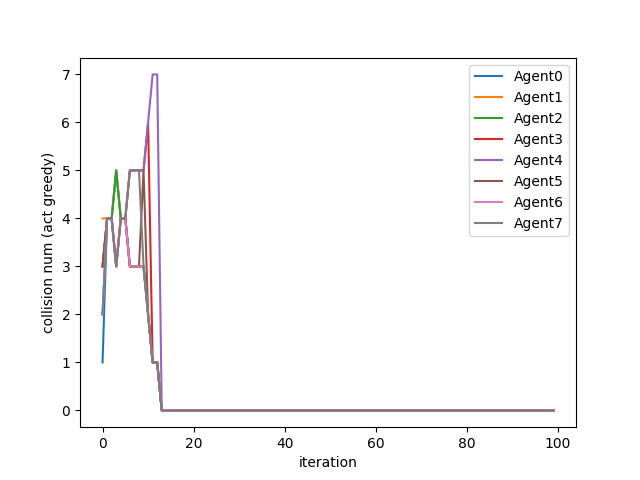 collision num (act greedy)
7
6
5
4
3
2
1
0
0 20 40 60 80 100
iteration
Agent0
Agent1
Agent2
Agent3
Agent4
Agent5
Agent6
Agent7